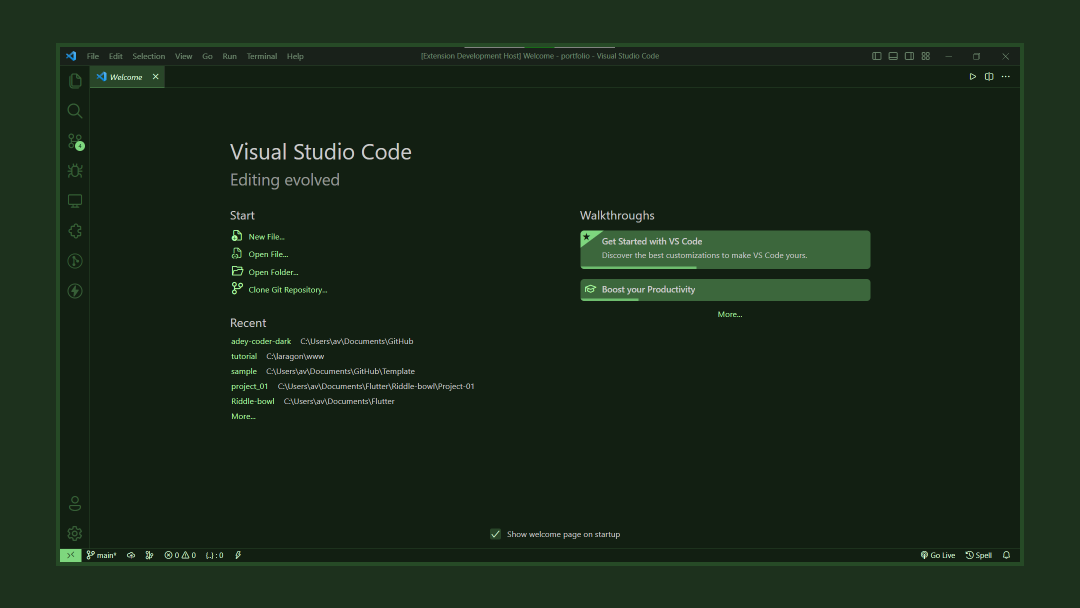 File Edit Selection View Go Run Terminal Help [Extension Development Host] Welcome - portfolio - Visual Studio Code
Welcome
4
Visual Studio Code
Editing evolved
Start
New File...
Open File...
Open Folder...
Clone Git Repository...
Recent
adey-coder-dark C:\Users\av\Documents\GitHub
tutorial C:\laragon\www
sample C:\Users\av\Documents\GitHub\Template
project_01 C:\Users\av\Documents\Flutter\Riddle-bowl\Project-01
Riddle-bowl C:\Users\av\Documents\Flutter
More...
Walkthroughs
Get Started with VS Code
Discover the best customizations to make VS Code yours.
Boost your Productivity
More...
Show welcome page on startup
main* 0 0 {..} : 0 Go Live Spell